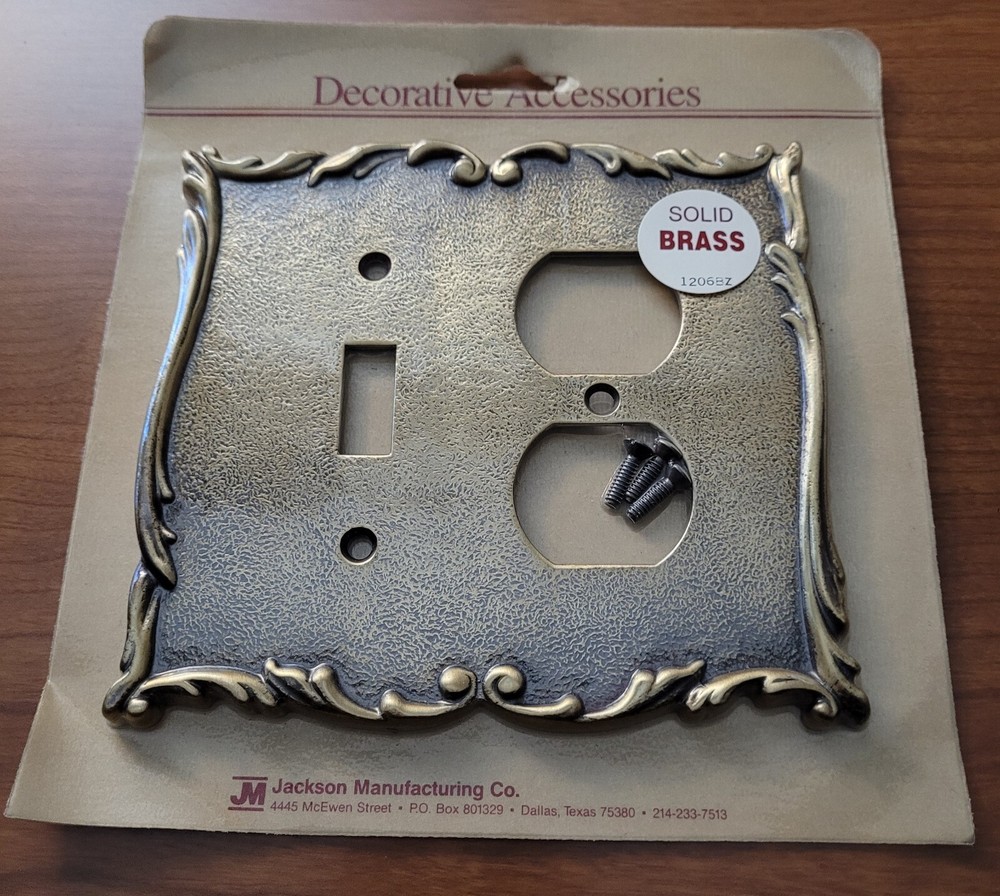 Decorative Accessories
SOLID
BRASS
1206BZ
JM Jackson Manufacturing Co.
4445 McEwen Street • P.O. Box 801329 • Dallas, Texas 75380 • 214-233-7513